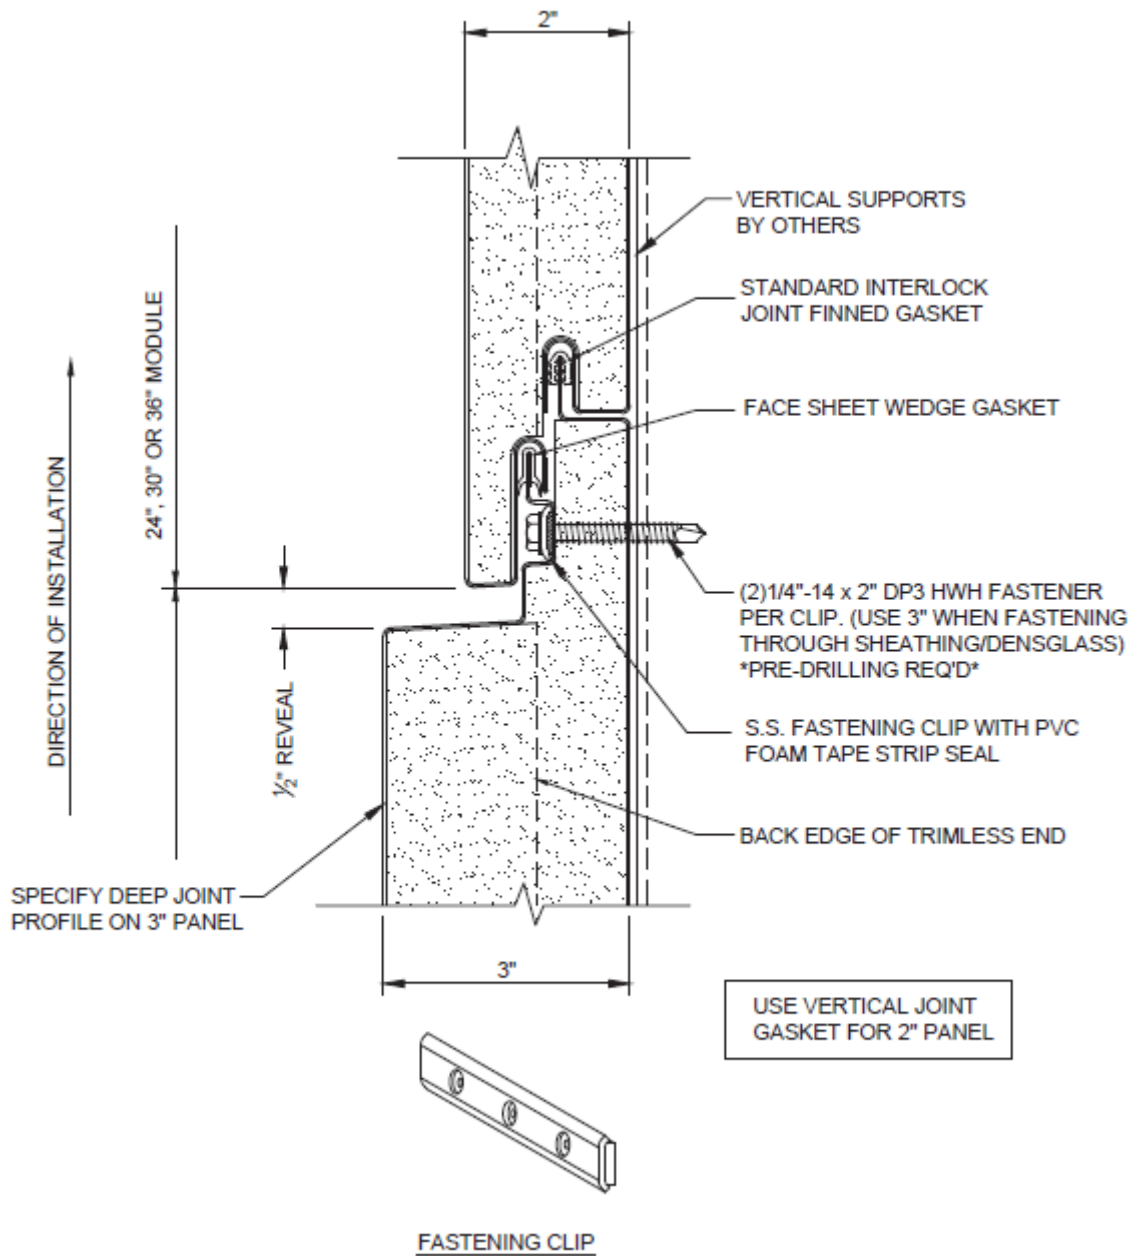 2"
VERTICAL SUPPORTS
BY OTHERS
STANDARD INTERLOCK
JOINT FINNED GASKET
FACE SHEET WEDGE GASKET
24", 30" OR 36" MODULE
DIRECTION OF INSTALLATION
(2)1/4"-14 x 2" DP3 HWH FASTENER
PER CLIP. (USE 3" WHEN FASTENING
THROUGH SHEATHING/DENSGLASS)
*PRE-DRILLING REQ'D*
½" REVEAL
S.S. FASTENING CLIP WITH PVC
FOAM TAPE STRIP SEAL
BACK EDGE OF TRIMLESS END
SPECIFY DEEP JOINT
PROFILE ON 3" PANEL
3"
USE VERTICAL JOINT
GASKET FOR 2" PANEL
FASTENING CLIP